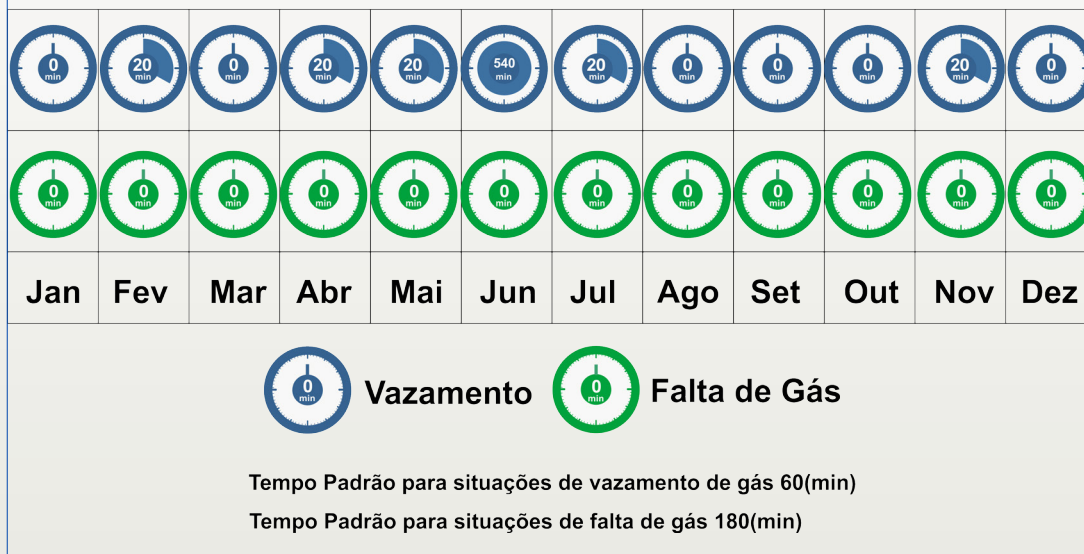 0 min 20 min 0 min 20 min 20 min 540 min 20 min 0 min 0 min 0 min 20 min 0 min
0 min 0 min 0 min 0 min 0 min 0 min 0 min 0 min 0 min 0 min 0 min 0 min
Jan Fev Mar Abr Mai Jun Jul Ago Set Out Nov Dez
0 min Vazamento 0 min Falta de Gás
Tempo Padrão para situações de vazamento de gás 60(min)
Tempo Padrão para situações de falta de gás 180(min)